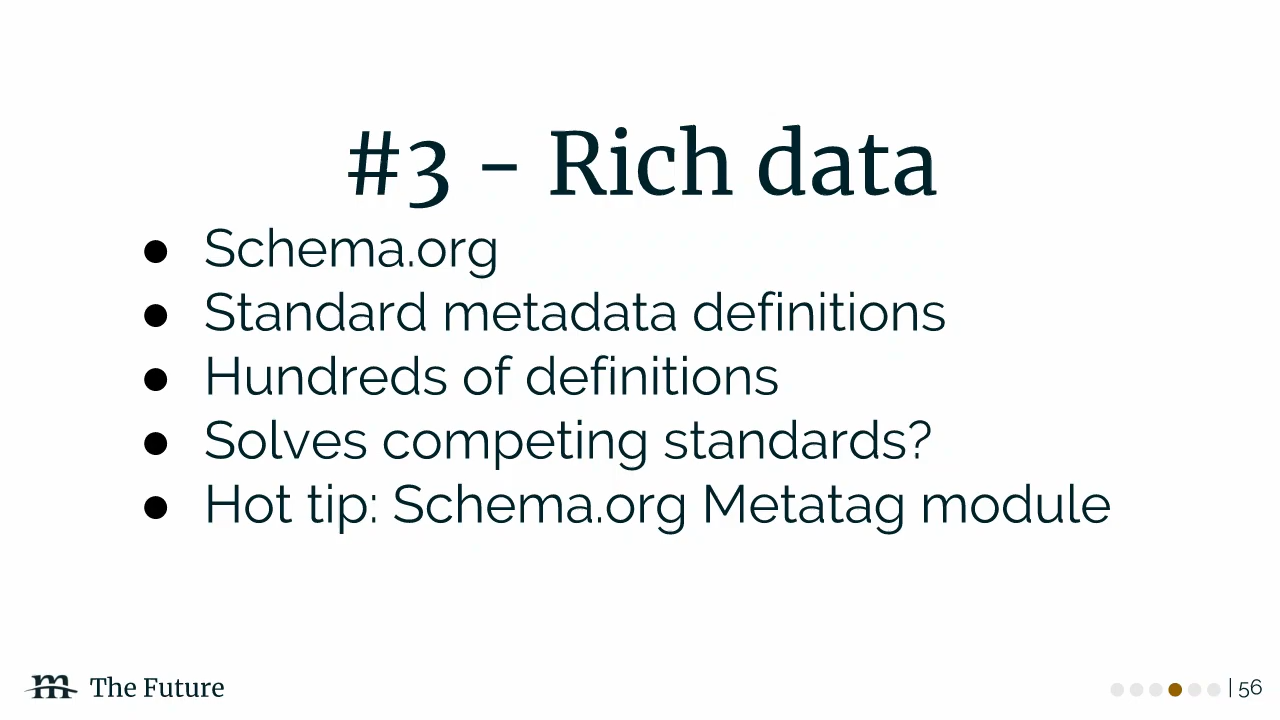 #3 - Rich data
● Schema.org
● Standard metadata definitions
● Hundreds of definitions
● Solves competing standards?
● Hot tip: Schema.org Metatag module
m The Future
| 56